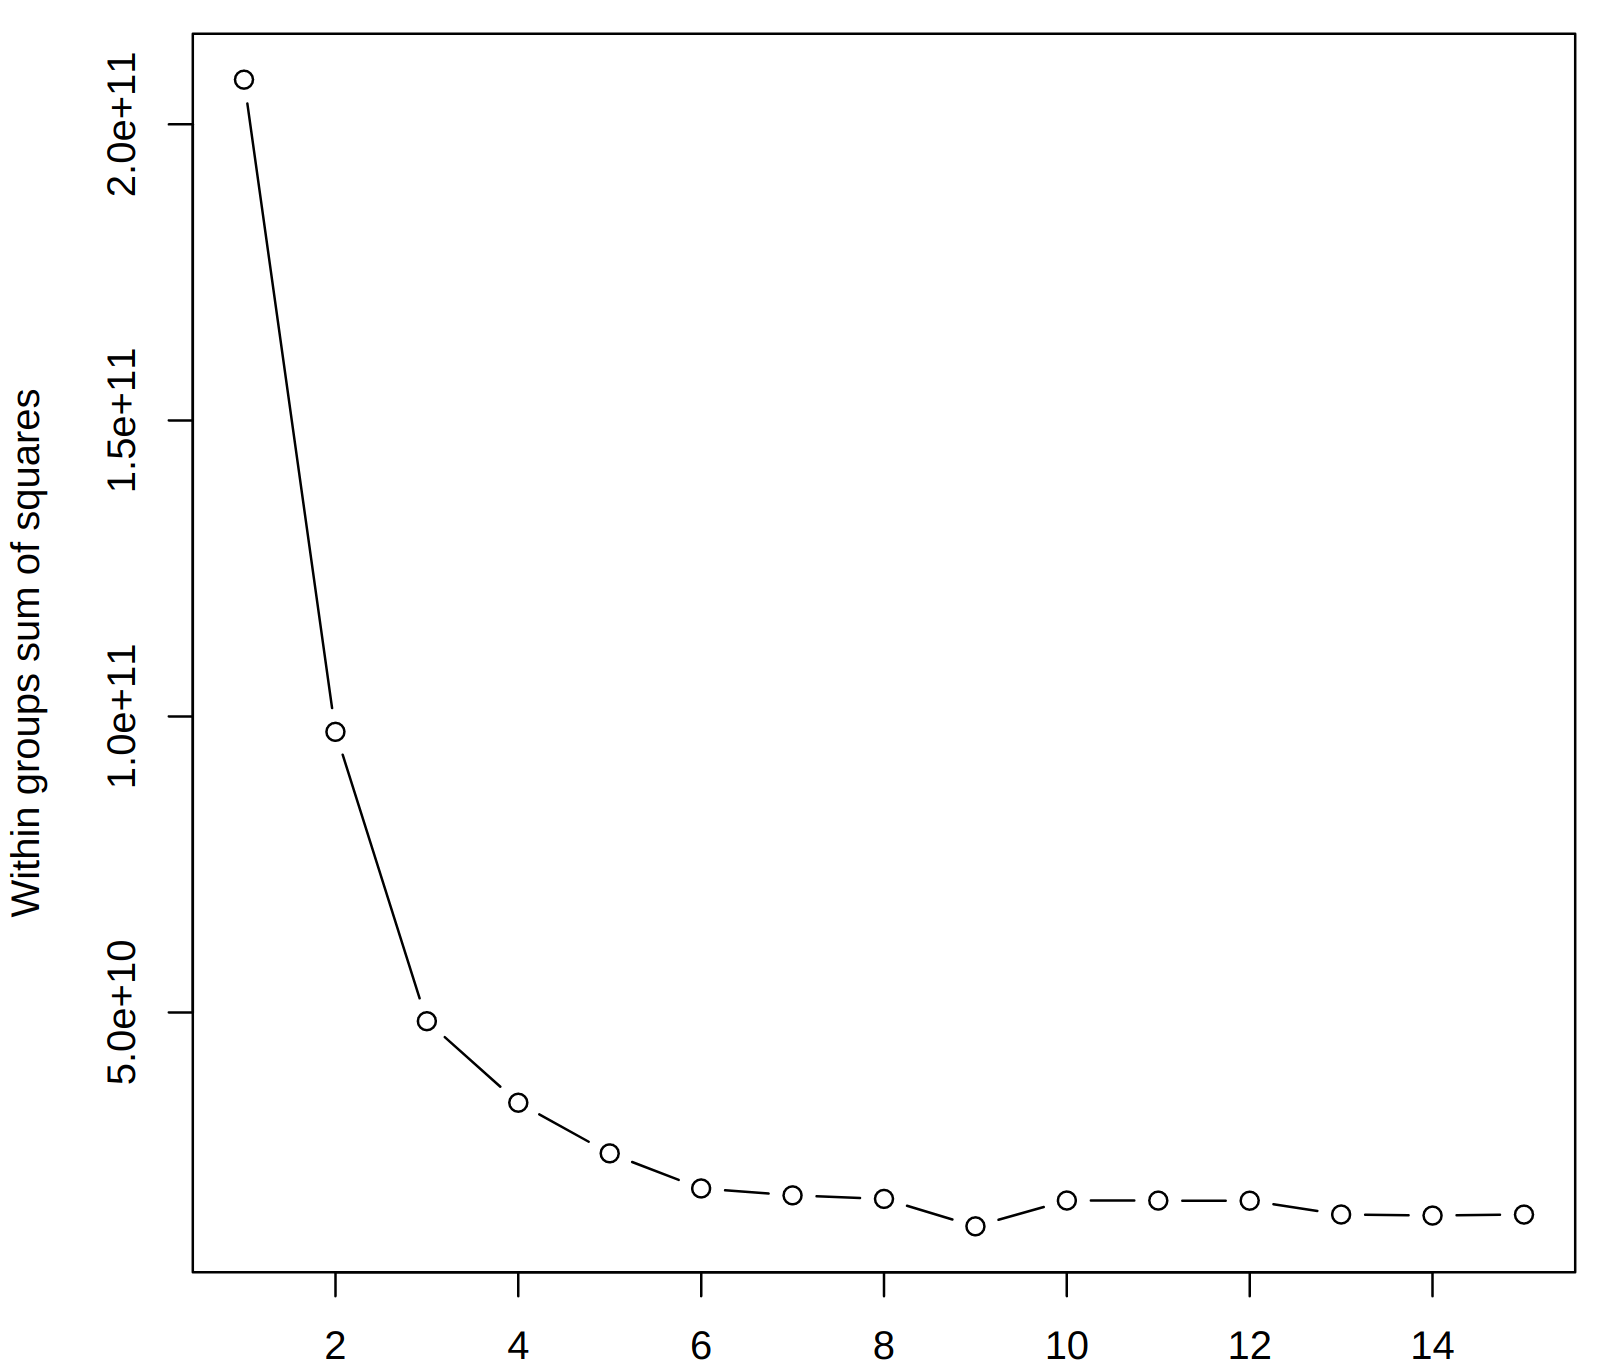 Within groups sum of squares
2.0e+11
1.5e+11
1.0e+11
5.0e+10
2 4 6 8 10 12 14